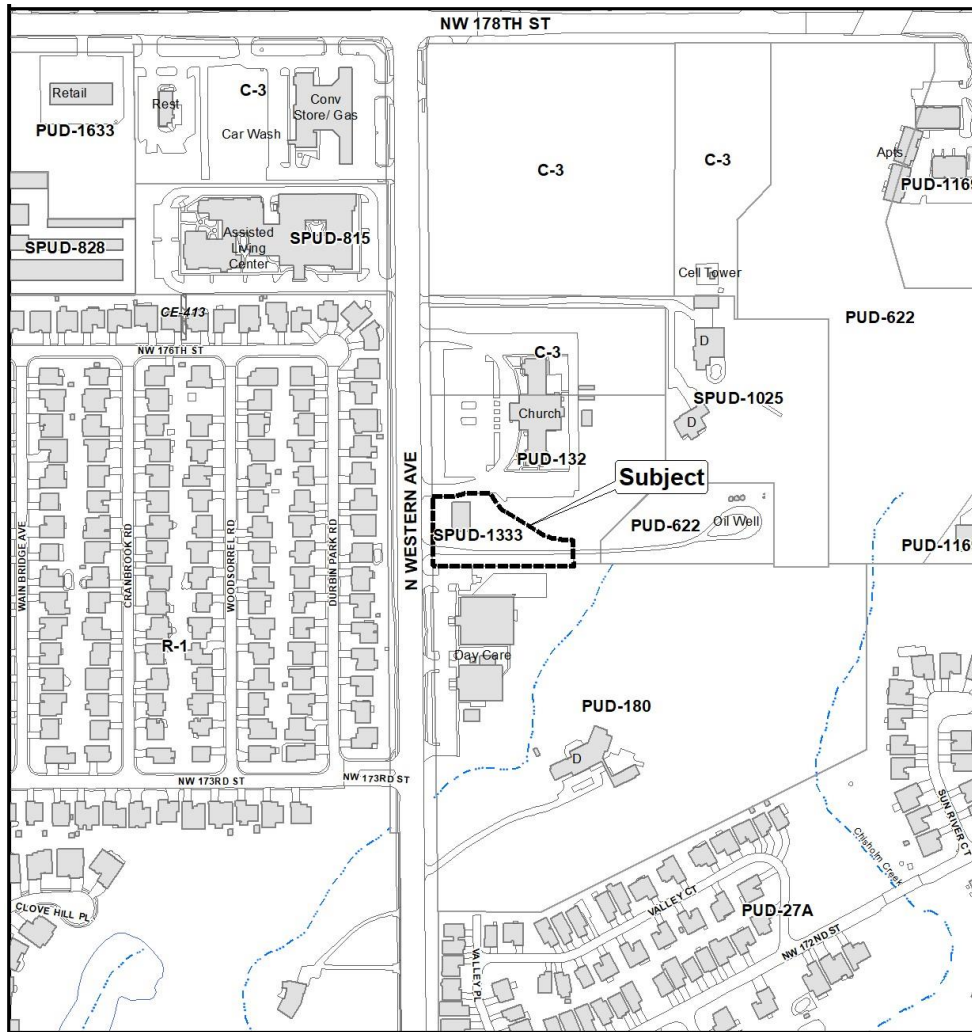 NW 178TH ST
Retail
PUD-1633
Rest
C-3
Car Wash
Conv
Store/ Gas
C-3
C-3
Apts
PUD-1169
SPUD-828
Assisted
Living
Center
SPUD-815
Cell Tower
CE-413
PUD-622
NW 176TH ST
C-3
D
SPUD-1025
Church
D
PUD-132
Subject
N WESTERN AVE
SPUD-1333
PUD-622
Oil Well
PUD-1169
WAIN BRIDGE AVE
CRANBROOK RD
WOODSORREL RD
DURBIN PARK RD
R-1
Day Care
PUD-180
D
NW 173RD ST
NW 173RD ST
SUN RIVER CT
Chisholm Creek
CLOVE HILL PL
VALLEY CT
PUD-27A
NW 172ND ST
VALLEY PL